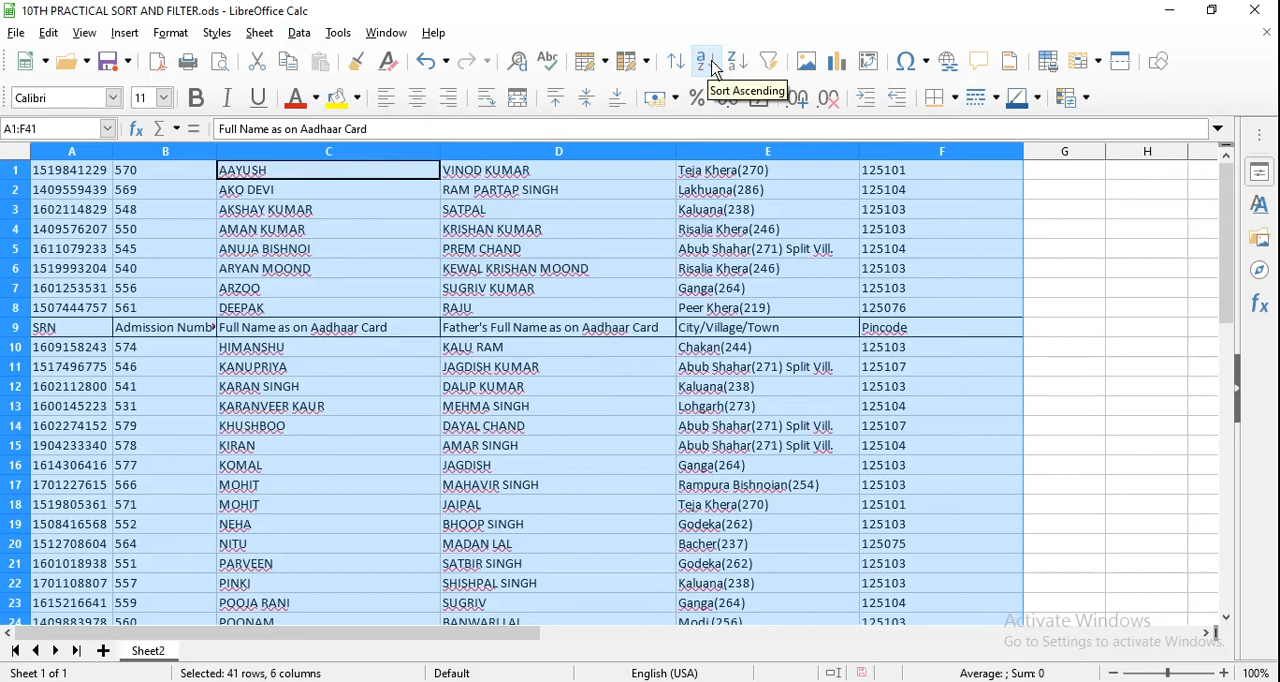 10TH PRACTICAL SORT AND FILTER.ods - LibreOffice Calc
File Edit View Insert Format Styles Sheet Data Tools Window Help
Calibri 11
Sort Ascending
A1:F41 Full Name as on Aadhaar Card
A B C D E F G H
1 1519841229 570 AAYUSH VINOD KUMAR Teja Khera(270) 125101
2 1409559439 569 AKO DEVI RAM PARTAP SINGH Lakhuana(286) 125104
3 1602114829 548 AKSHAY KUMAR SATPAL Kaluana(238) 125103
4 1409576207 550 AMAN KUMAR KRISHAN KUMAR Risalia Khera(246) 125103
5 1611079233 545 ANUJA BISHNOI PREM CHAND Abub Shahar(271) Split Vill. 125104
6 1519993204 540 ARYAN MOOND KEWAL KRISHAN MOOND Risalia Khera(246) 125103
7 1601253531 556 ARZOO SUGRIV KUMAR Ganga(264) 125103
8 1507444757 561 DEEPAK RAJU Peer Khera(219) 125076
9 SRN Admission Numb Full Name as on Aadhaar Card Father's Full Name as on Aadhaar Card City/Village/Town Pincode
10 1609158243 574 HIMANSHU KALU RAM Chakan(244) 125103
11 1517496775 546 KANUPRIYA JAGDISH KUMAR Abub Shahar(271) Split Vill. 125107
12 1602112800 541 KARAN SINGH DALIP KUMAR Kaluana(238) 125103
13 1600145223 531 KARANVEER KAUR MEHMA SINGH Lohgarh(273) 125104
14 1602274152 579 KHUSHBOO DAYAL CHAND Abub Shahar(271) Split Vill. 125107
15 1904233340 578 KIRAN AMAR SINGH Abub Shahar(271) Split Vill. 125104
16 1614306416 577 KOMAL JAGDISH Ganga(264) 125103
17 1701227615 566 MOHIT MAHAVIR SINGH Rampura Bishnoian(254) 125103
18 1519805361 571 MOHIT JAIPAL Teja Khera(270) 125101
19 1508416568 552 NEHA BHOOP SINGH Godeka(262) 125103
20 1512708604 564 NITU MADAN LAL Bacher(237) 125075
21 1601018938 551 PARVEEN SATBIR SINGH Godeka(262) 125103
22 1701108807 557 PINKI SHISHPAL SINGH Kaluana(238) 125103
23 1615216641 559 POOJA RANI SUGRIV Ganga(264) 125104
24 1409883978 560 POONAM BANWARI LAL Modi (256) 125103
Activate Windows
Go to Settings to activate Windows.
Sheet2
Sheet 1 of 1 Selected: 41 rows, 6 columns Default English (USA) Average: ; Sum: 0 100%